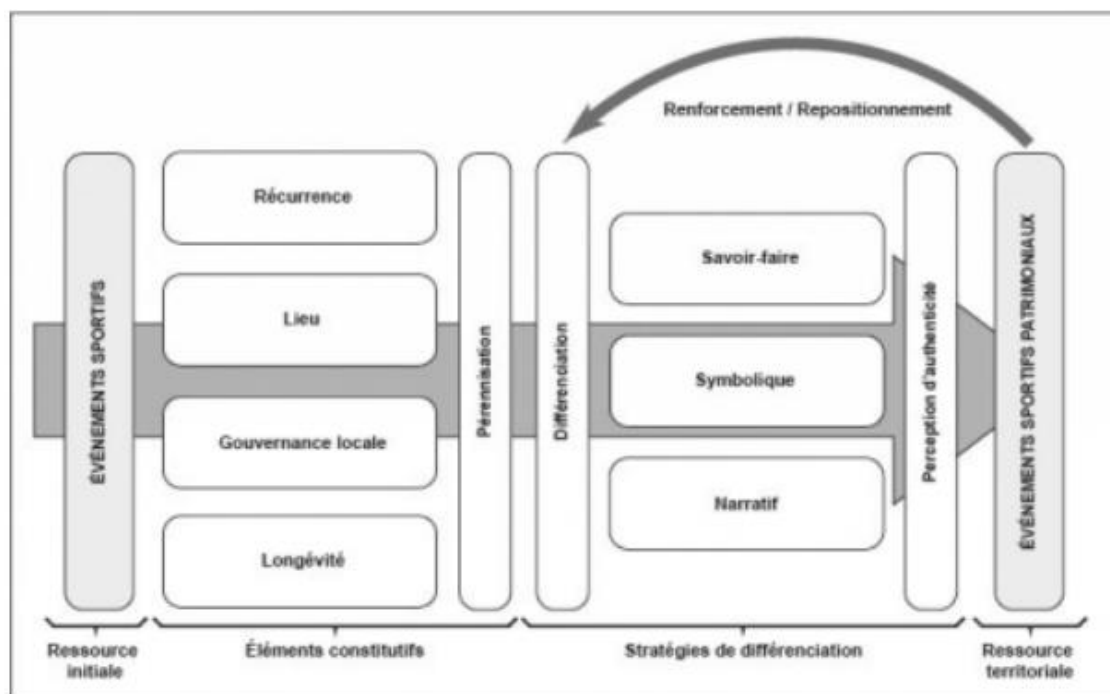 Renforcement / Repositionnement
ÉVÉNEMENTS SPORTIFS
Récurrence
Lieu
Gouvernance locale
Longévité
Pérennisation
Différenciation
Savoir-faire
Symbolique
Narratif
Perception d'authenticité
ÉVÉNEMENTS SPORTIFS PATRIMONIAUX
Ressource
initiale
Éléments constitutifs
Stratégies de différenciation
Ressource
territoriale